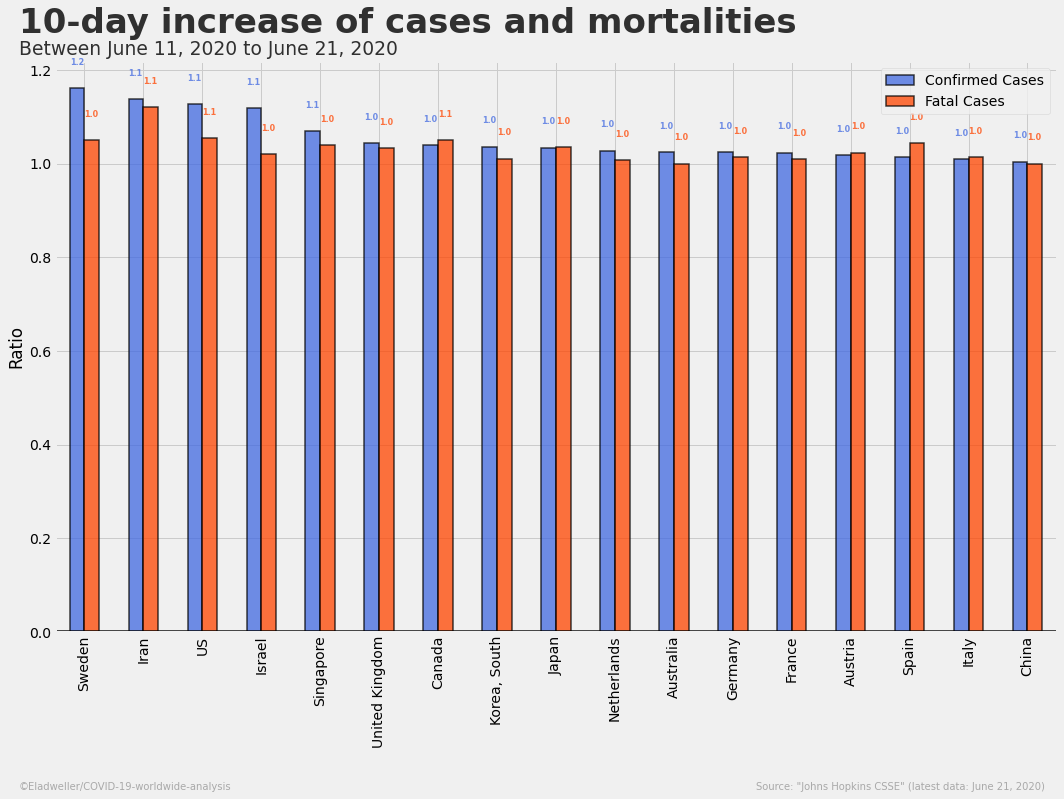 10-day increase of cases and mortalities
Between June 11, 2020 to June 21, 2020
Confirmed Cases
Fatal Cases
1.2 1.0 1.1 1.1 1.1 1.1 1.1 1.0 1.1 1.0 1.0 1.0 1.0 1.1 1.0 1.0 1.0 1.0 1.0 1.0 1.0 1.0 1.0 1.0 1.0 1.0 1.0 1.0 1.0 1.0 1.0 1.0 1.0 1.0
Ratio
1.2
1.0
0.8
0.6
0.4
0.2
0.0
Sweden
Iran
US
Israel
Singapore
United Kingdom
Canada
Korea, South
Japan
Netherlands
Australia
Germany
France
Austria
Spain
Italy
China
©Eladweller/COVID-19-worldwide-analysis
Source: "Johns Hopkins CSSE" (latest data: June 21, 2020)